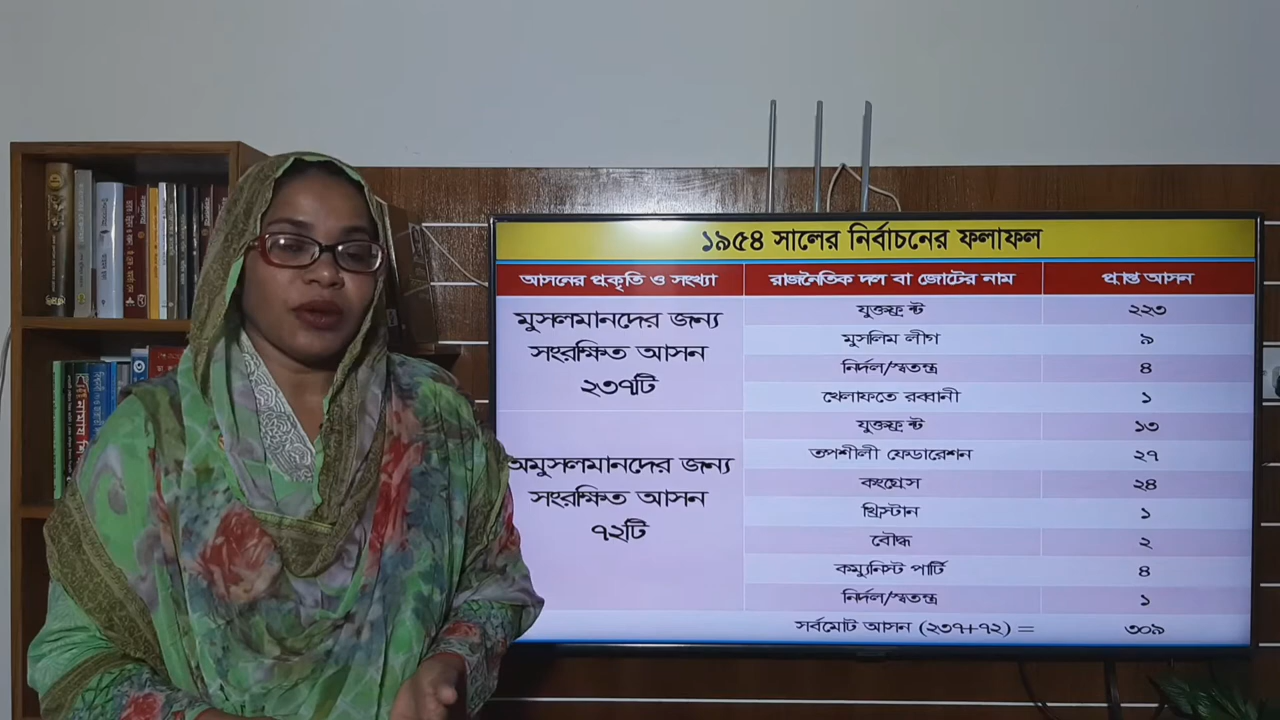 ১৯৫৪ সালের নির্বাচনের ফলাফল
আসনের প্রকৃতি ও সংখ্যা রাজনৈতিক দল বা জোটের নাম প্রাপ্ত আসন
মুসলমানদের জন্য
সংরক্ষিত আসন
২৩৭টি
যুক্তফ্রন্ট ২২৩
মুসলিম লীগ ৯
নির্দল/স্বতন্ত্র ৪
খেলাফতে রব্বানী ১
অমুসলমানদের জন্য
সংরক্ষিত আসন
৭২টি
যুক্তফ্রন্ট ১৩
তপশীলী ফেডারেশন ২৭
কংগ্রেস ২৪
খ্রিস্টান ১
বৌদ্ধ ২
কম্যুনিস্ট পার্টি ৪
নির্দল/স্বতন্ত্র ১
সর্বমোট আসন (২৩৭+৭২) = ৩০৯